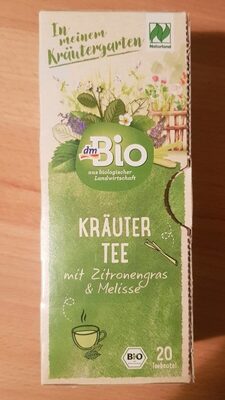 In meinem
Kräutergarten
Naturland
dm
Bio
aus biologischer
Landwirtschaft
KRÄUTER
TEE
mit Zitronengras
& Melisse
BIO
20
Teebeutel